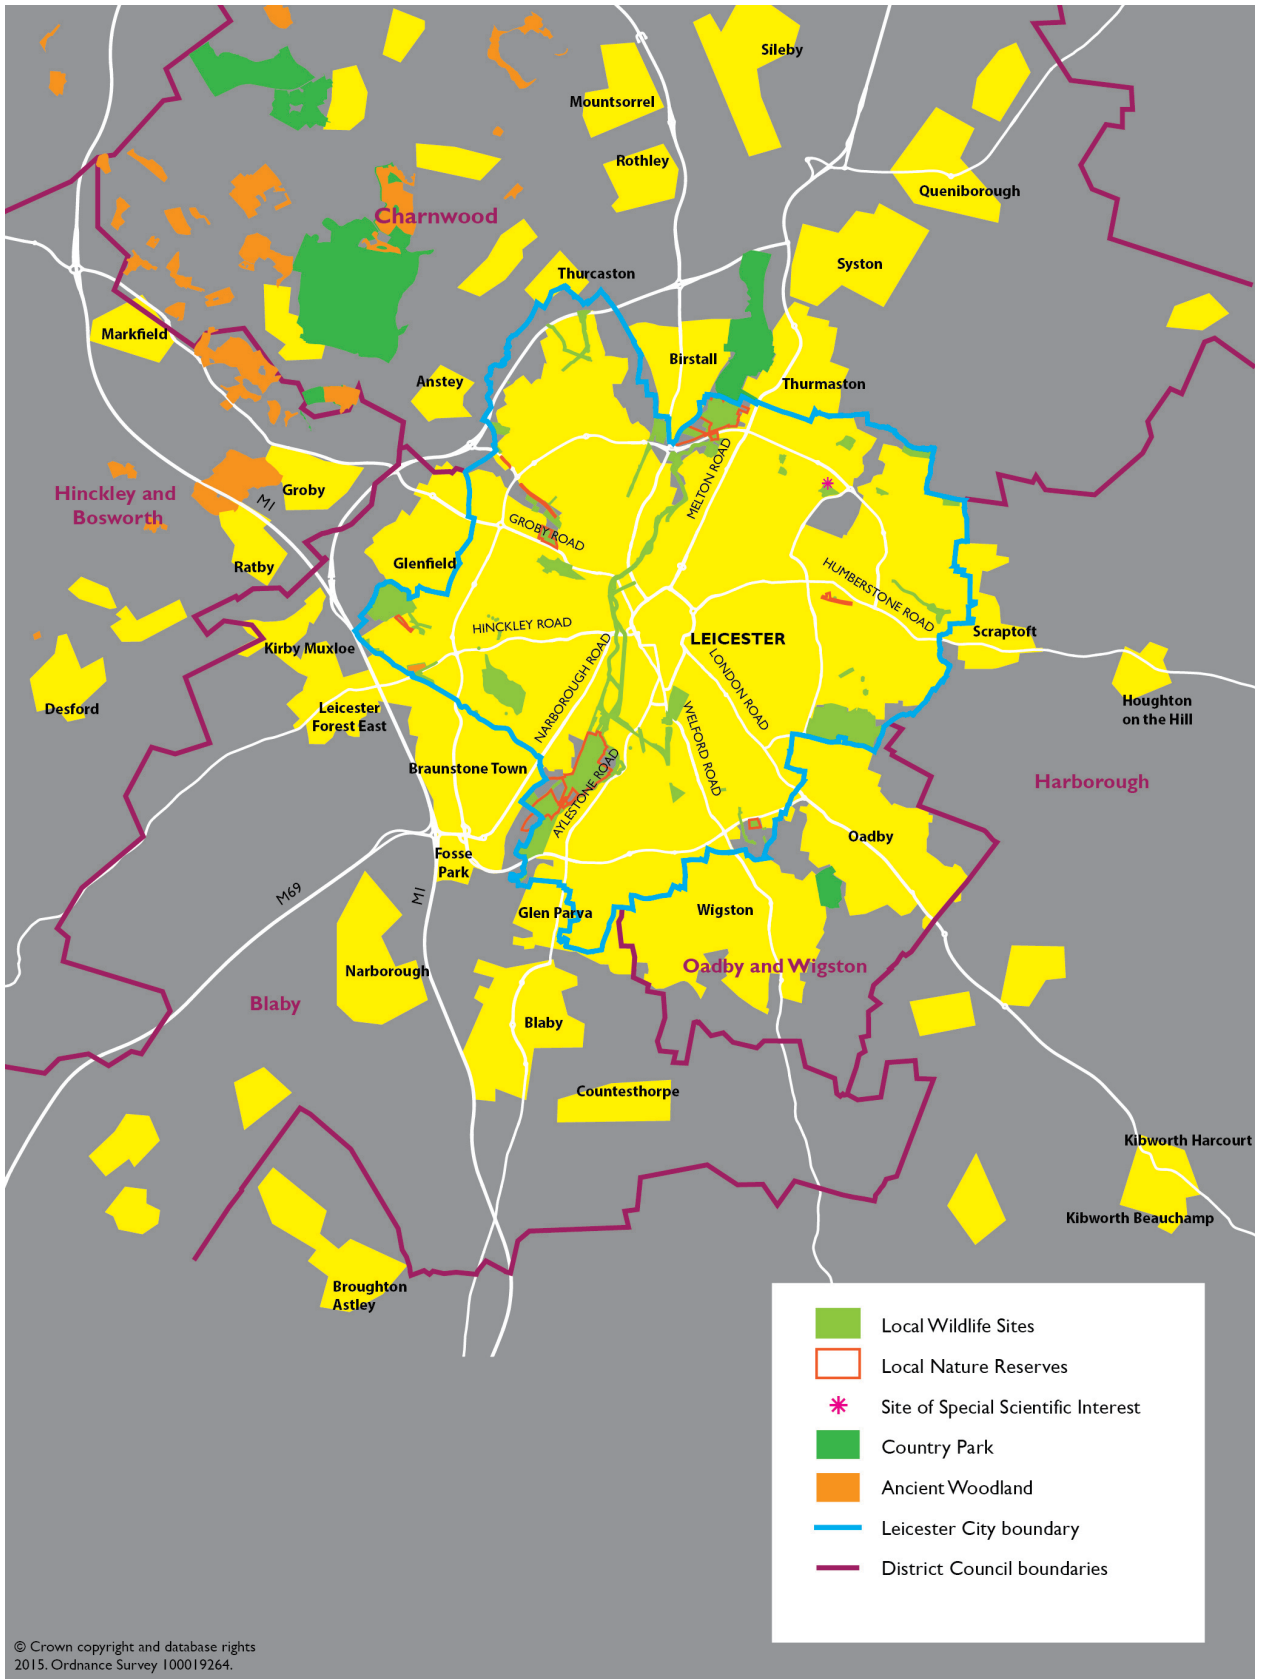 Sileby
Mountsorrel
Rothley
Queniborough
Charnwood
Syston
Thurcaston
Markfield
Birstall
Anstey
Thurmaston
MELTON ROAD
Hinckley and
Bosworth
Groby
M1
GROBY ROAD
Glenfield
Ratby
HUMBERSTONE ROAD
HINCKLEY ROAD
LEICESTER
Scraptoft
Kirby Muxloe
NARBOROUGH ROAD
LONDON ROAD
Desford
Leicester
Forest East
Houghton
on the Hill
WELFORD ROAD
Braunstone Town
Harborough
AYLESTONE ROAD
Oadby
Fosse
Park
M69
M1
Glen Parva
Wigston
Narborough
Oadby and Wigston
Blaby
Blaby
Countesthorpe
Kibworth Harcourt
Kibworth Beauchamp
Broughton
Astley
Local Wildlife Sites
Local Nature Reserves
Site of Special Scientific Interest
Country Park
Ancient Woodland
Leicester City boundary
District Council boundaries
© Crown copyright and database rights
2015. Ordnance Survey 100019264.